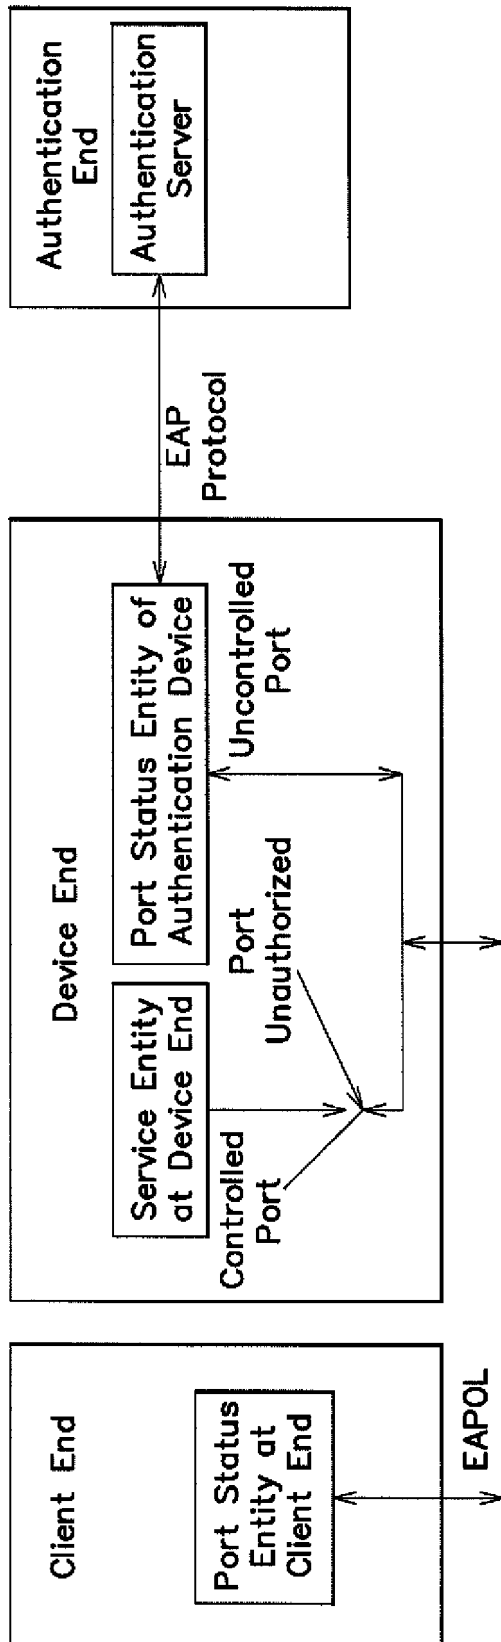 Client End
Port Status
Entity at
Client End
EAPOL
Device End
Service Entity
at Device End
Port Status Entity of
Authentication Device
Controlled
Port
Port
Unauthorized
Uncontrolled
Port
EAP
Protocol
Authentication
End
Authentication
Server